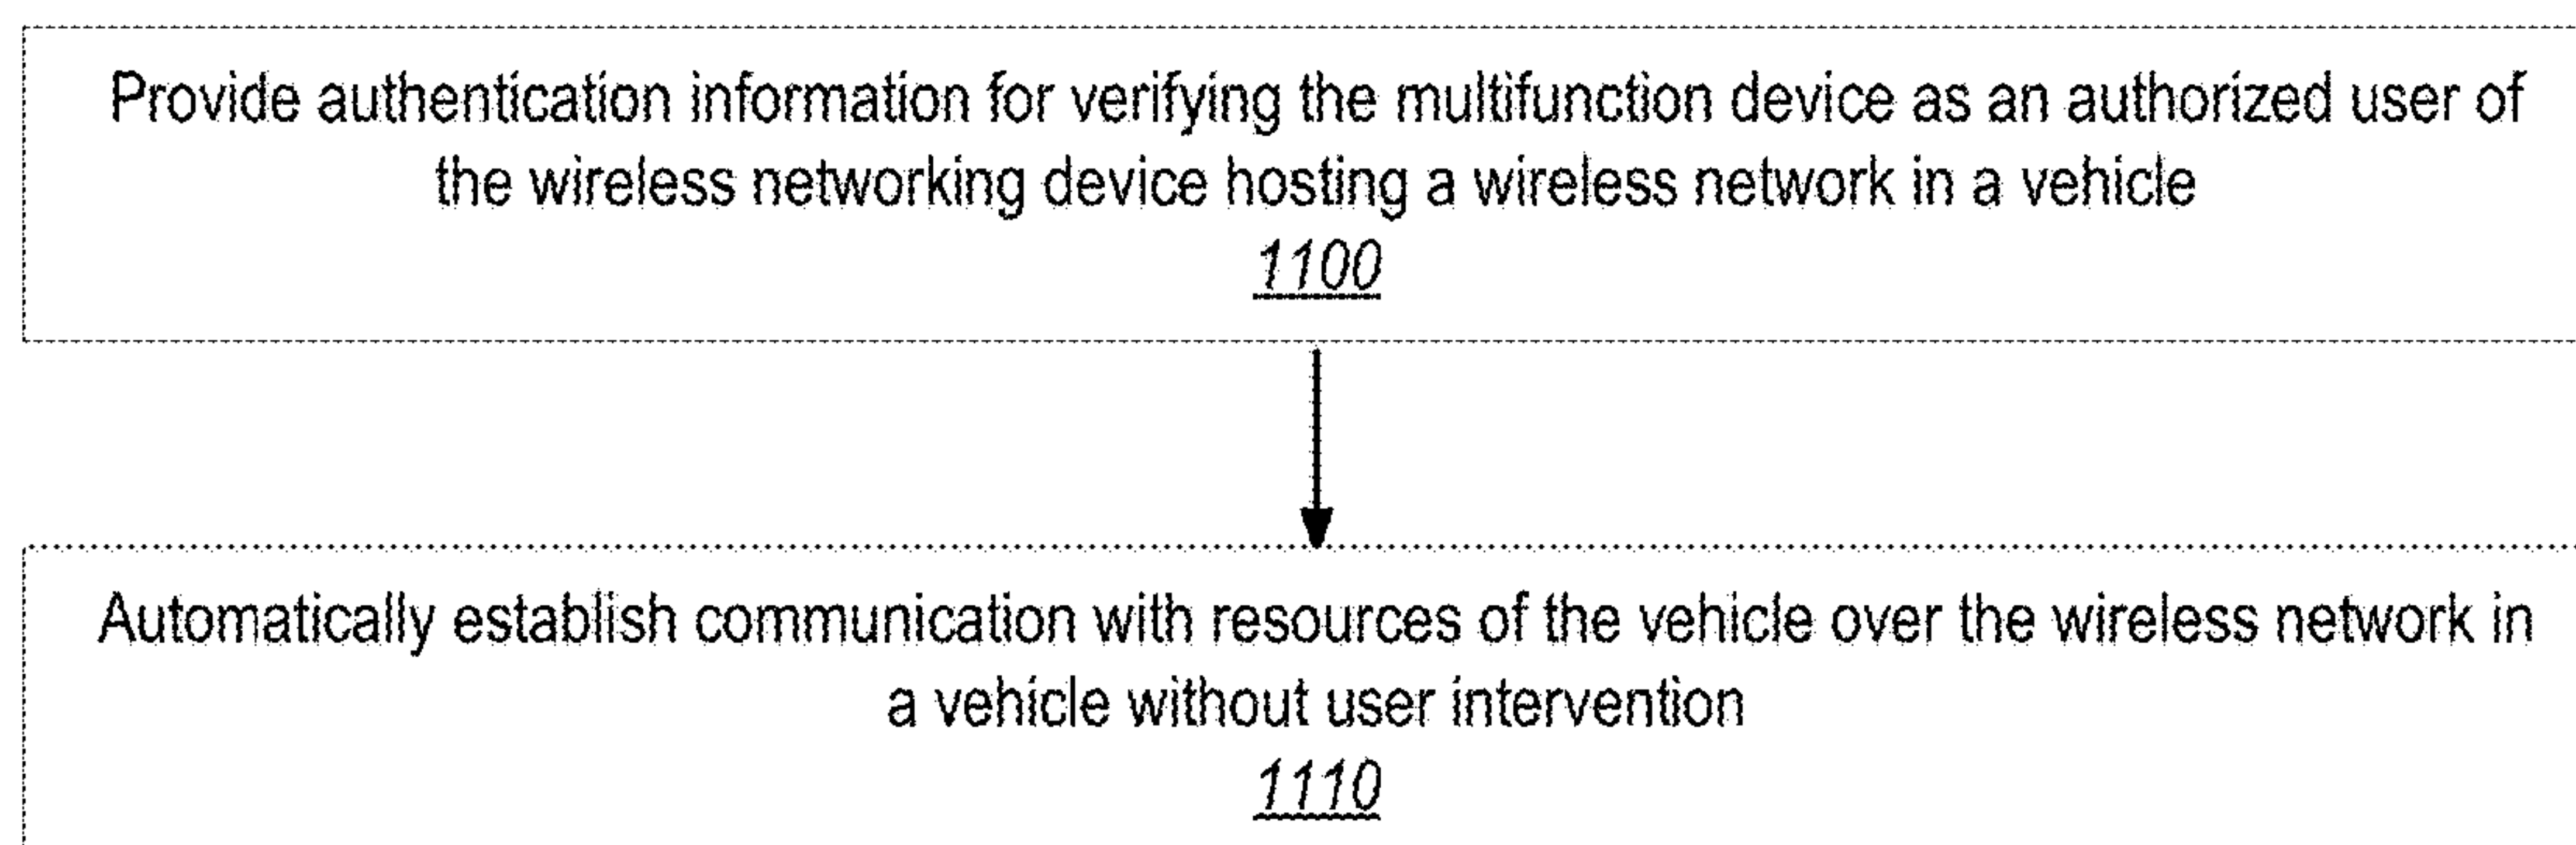 Provide authentication information for verifying the multifunction device as an authorized user of
the wireless networking device hosting a wireless network in a vehicle
1100
Automatically establish communication with resources of the vehicle over the wireless network in
a vehicle without user intervention
1110